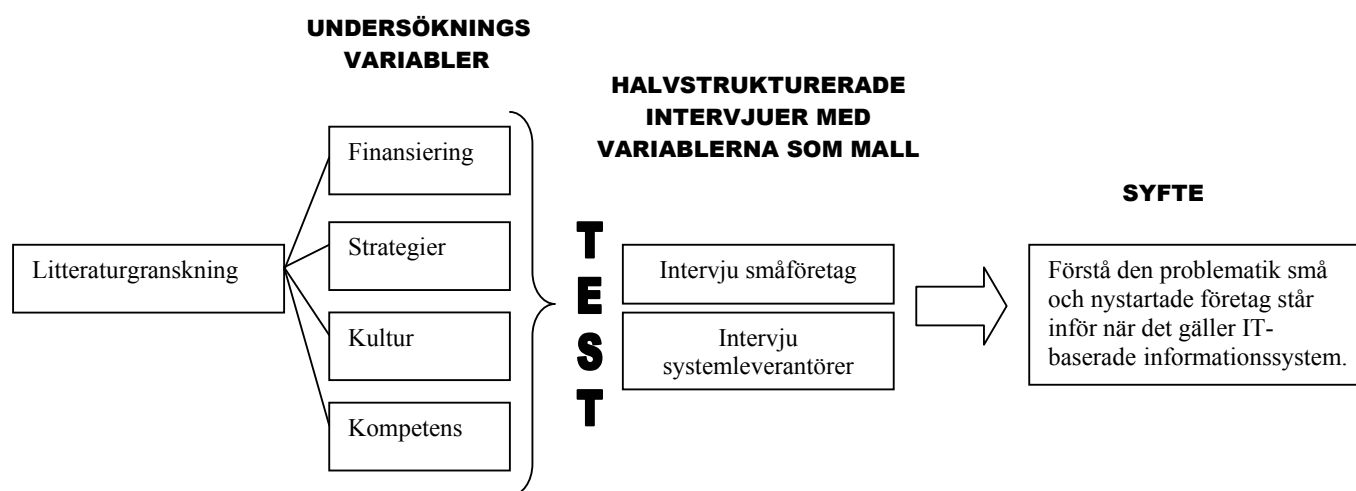 UNDERSÖKNINGS
VARIABLER
HALVSTRUKTURERADE
INTERVJUER MED
VARIABLERNA SOM MALL
SYFTE
Litteraturgranskning
Finansiering
Strategier
Kultur
Kompetens
TEST
Intervju småföretag
Intervju
systemleverantörer
Förstå den problematik små
och nystartade företag står
inför när det gäller IT-
baserade informationssystem.